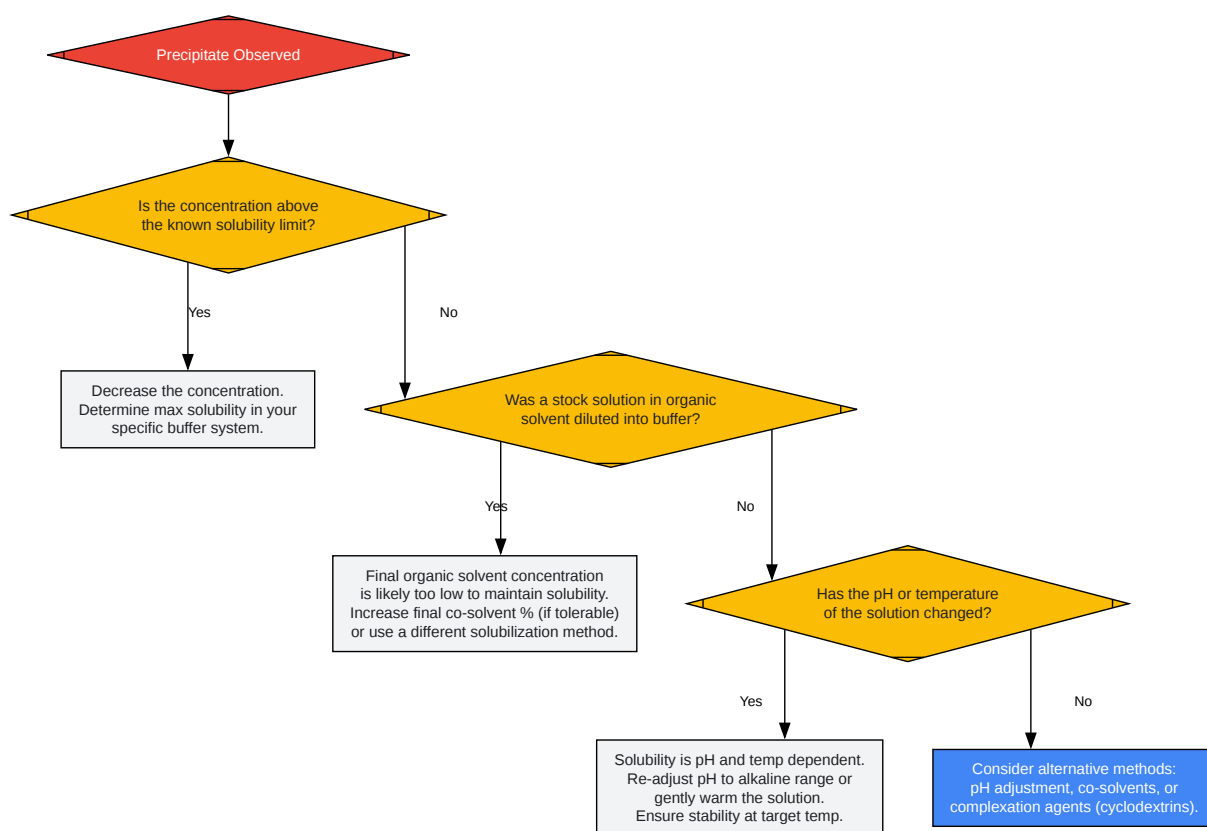 Precipitate Observed
Is the concentration above
the known solubility limit?
Yes
No
Decrease the concentration.
Determine max solubility in your
specific buffer system.
Was a stock solution in organic
solvent diluted into buffer?
Yes
No
Final organic solvent concentration
is likely too low to maintain solubility.
Increase final co-solvent % (if tolerable)
or use a different solubilization method.
Has the pH or temperature
of the solution changed?
Yes
No
Solubility is pH and temp dependent.
Re-adjust pH to alkaline range or
gently warm the solution.
Ensure stability at target temp.
Consider alternative methods:
pH adjustment, co-solvents, or
complexation agents (cyclodextrins).